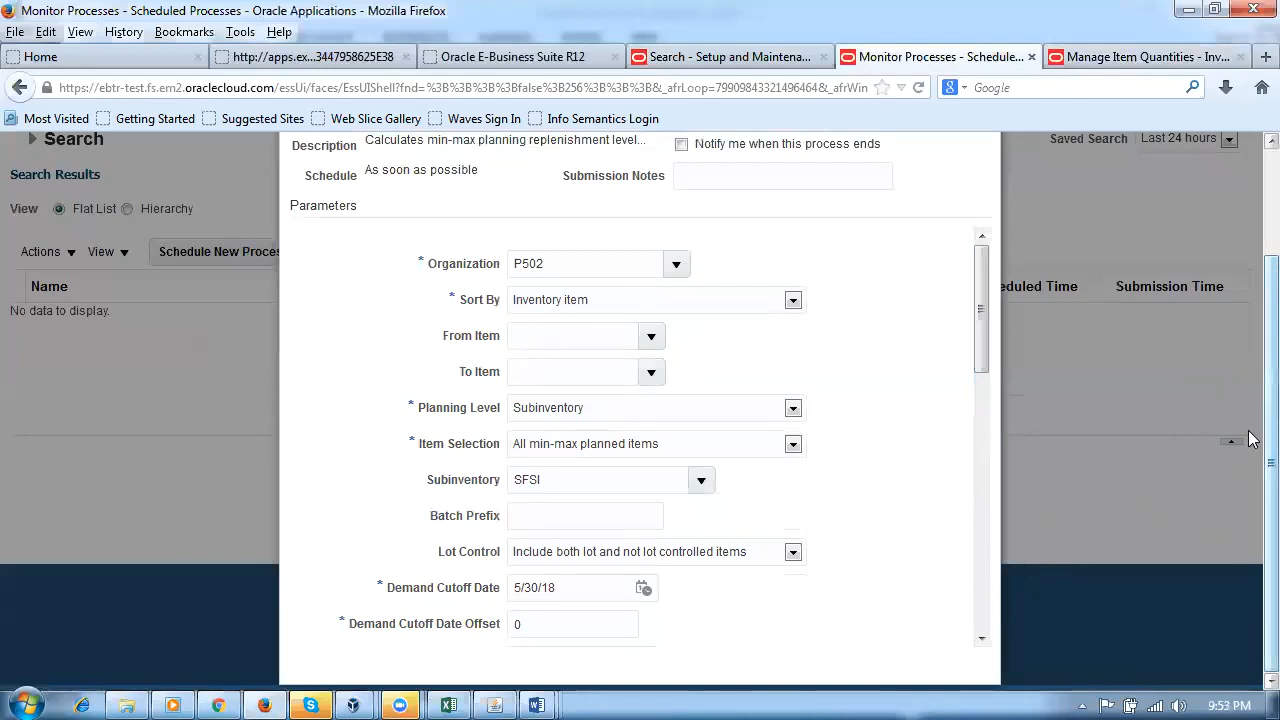 Monitor Processes - Scheduled Processes - Oracle Applications - Mozilla Firefox
File Edit View History Bookmarks Tools Help
Home http://apps.ex...3447956C25E38 Oracle E-Business Suite R12 Search - Setup and Maintena... Monitor Processes - Schedule... Manage Item Quantities - Inv...
https://ebtr-test.fs.em2.oraclecloud.com/essUi/faces/EssUIShell?fnd=%3B%3B%3B%3Bfalse%3B256%3B%3B%3B&_afrLoop=79909843321496464&_afrWin Google
Most Visited Getting Started Suggested Sites Web Slice Gallery Waves Sign In Info Semantics Online
Search Saved Search Last 24 hours
Search Results
View Flat List Hierarchy
Actions View Schedule New Proces
Name eduled Time Submission Time
No data to display.
Description Calculates min-max planning replenishment level... Notify me when this process ends
Schedule As soon as possible Submission Notes
Parameters
* Organization P502
* Sort By Inventory item
From Item
To Item
* Planning Level Subinventory
* Item Selection All min-max planned items
Subinventory SFSI
Batch Prefix
Lot Control Include both lot and not lot controlled items
* Demand Cutoff Date 5/30/18
* Demand Cutoff Date Offset 0
9:53 PM